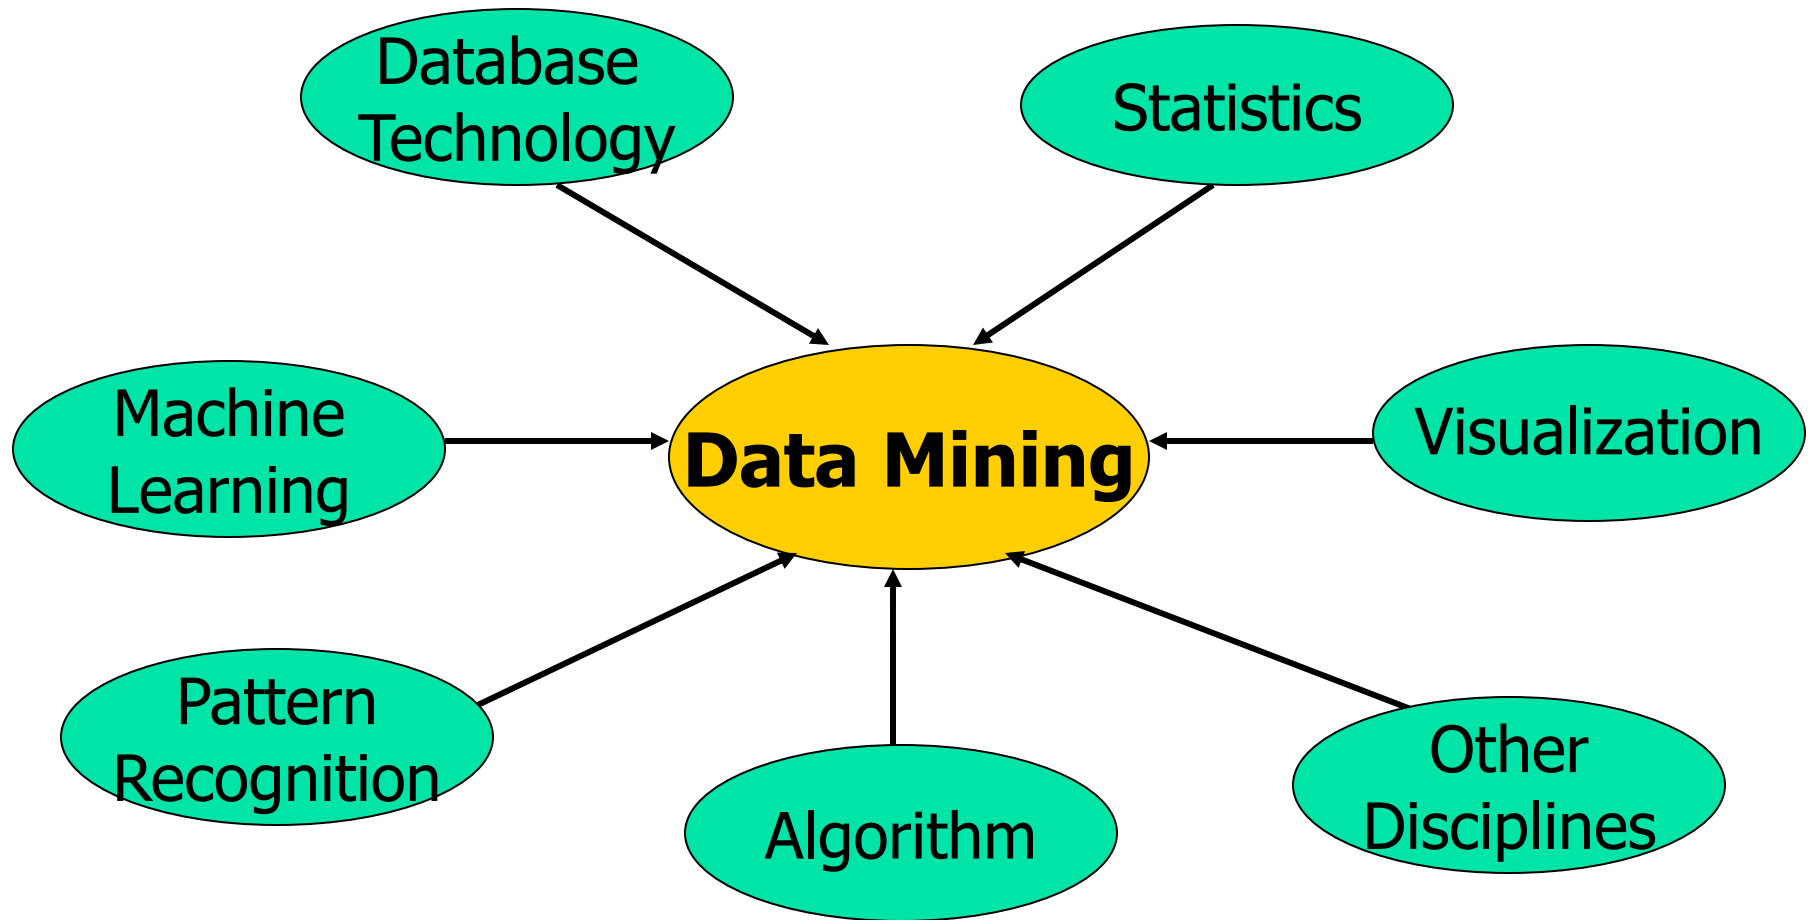 Database
Technology
Statistics
Machine
Learning
Data Mining
Visualization
Pattern
Recognition
Algorithm
Other
Disciplines